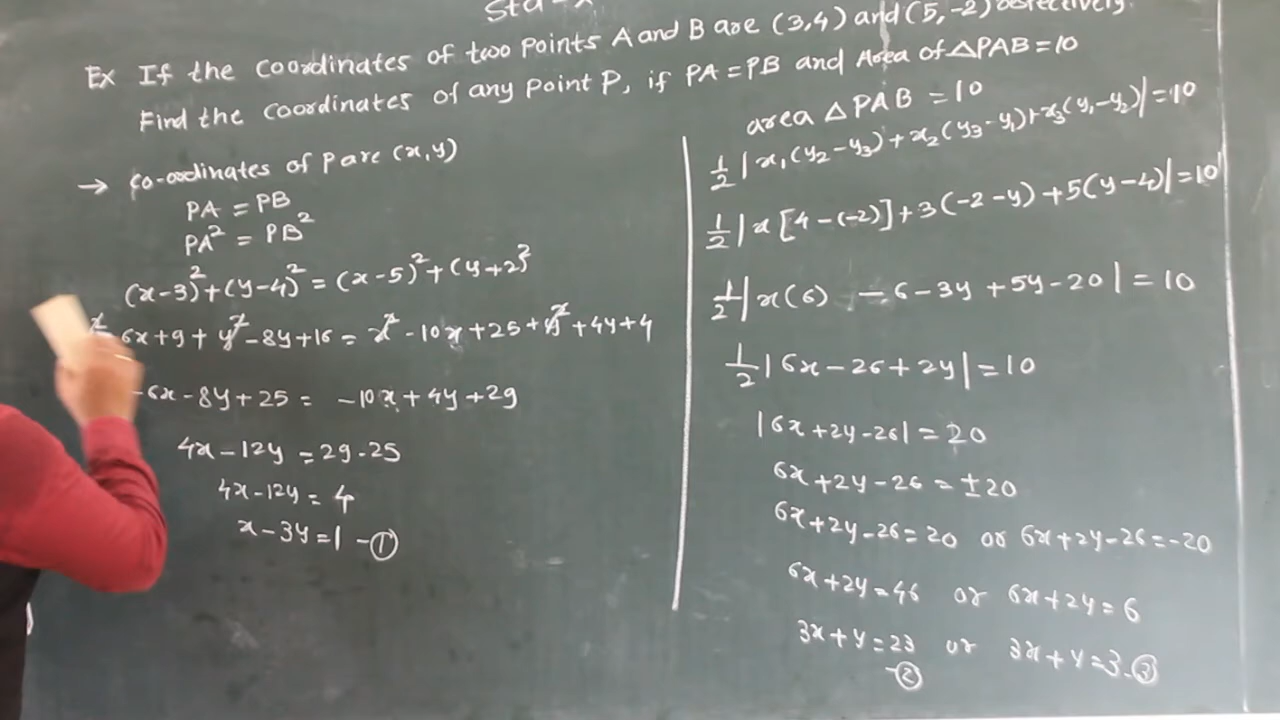 Ex If the coordinates of two points A and B are (3,4) and (5,-2)
Find the coordinates of any point P, if PA = PB and Area of △PAB = 10
→ co-ordinates of P are (x,y)
PA = PB
PA² = PB²
(x-3)² + (y-4)² = (x-5)² + (y+2)²
6x+9+y²-8y+16 = x²-10x+25+y²+4y+4
-6x-8y+25 = -10x+4y+29
4x-12y = 29-25
4x-12y = 4
x-3y=1 -①
area △PAB = 10
1/2 | x₁(y₂-y₃) + x₂(y₃-y₁) + x₃(y₁-y₂)| = 10
1/2 | x[4-(-2)] + 3(-2-y) + 5(y-4)| = 10
1/2 | x(6) -6-3y+5y-20| = 10
1/2 | 6x-26+2y| = 10
|6x+2y-26| = 20
6x+2y-26 = ±20
6x+2y-26=20 or 6x+2y-26=-20
6x+2y=46 or 6x+2y=6
3x+y=23 or 3x+y=3-③
-②